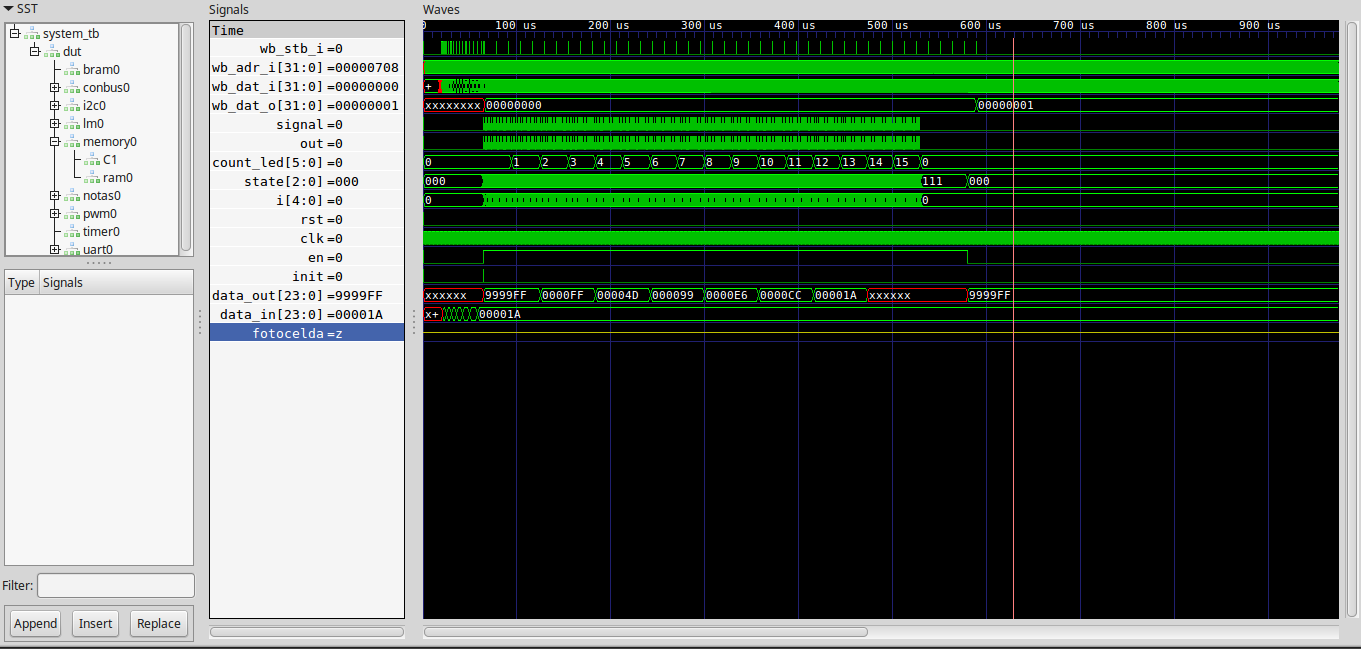 SST
system_tb
dut
bram0
conbus0
i2c0
lm0
memory0
C1
ram0
notas0
pwm0
timer0
uart0
Type Signals
Filter:
Append Insert Replace
Signals
Time
wb_stb_i=0
wb_adr_i[31:0]=00000708
wb_dat_i[31:0]=00000000
wb_dat_o[31:0]=00000001
signal=0
out=0
count_led[5:0]=0
state[2:0]=000
i[4:0]=0
rst=0
clk=0
en=0
init=0
data_out[23:0]=9999FF
data_in[23:0]=00001A
fotocelda=z
Waves
0 100 us 200 us 300 us 400 us 500 us 600 us 700 us 800 us 900 us
+
xxxxxxxx 00000000 00000001
0 1 2 3 4 5 6 7 8 9 10 11 12 13 14 15 0
000 111 000
0 0
xxxxxx 9999FF 0000FF 00004D 000099 0000E6 0000CC 00001A xxxxxx 9999FF
x+ 00001A